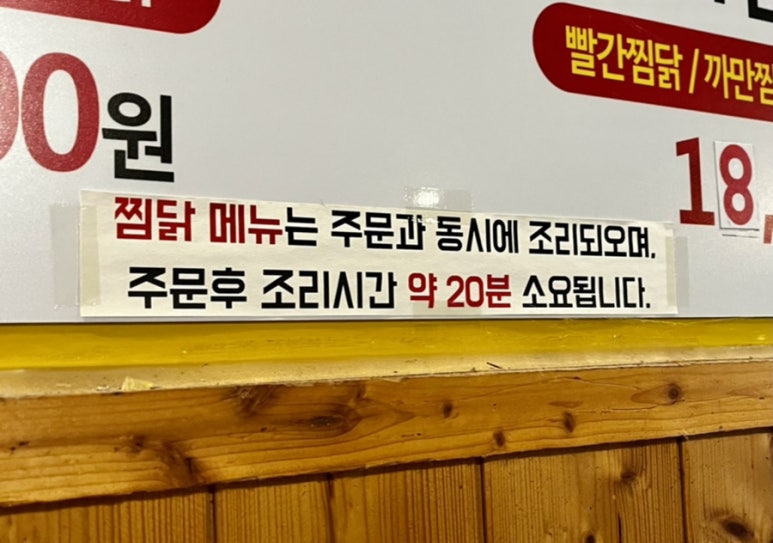 빨간찜닭 / 까만찜
00원
18,
찜닭 메뉴는 주문과 동시에 조리되오며,
주문후 조리시간 약 20분 소요됩니다.